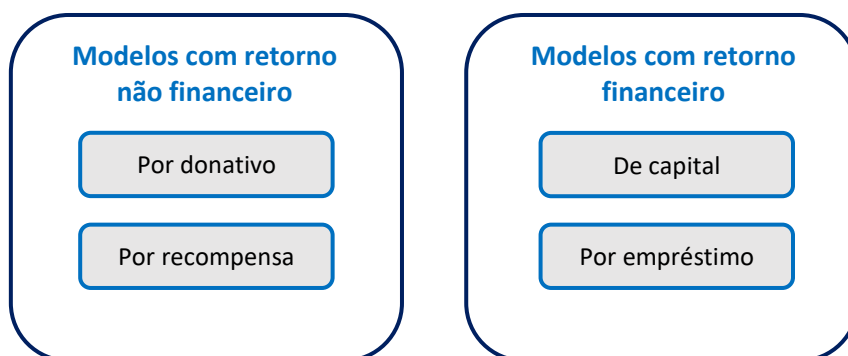 Modelos com retorno
não financeiro
Por donativo
Por recompensa
Modelos com retorno
financeiro
De capital
Por empréstimo